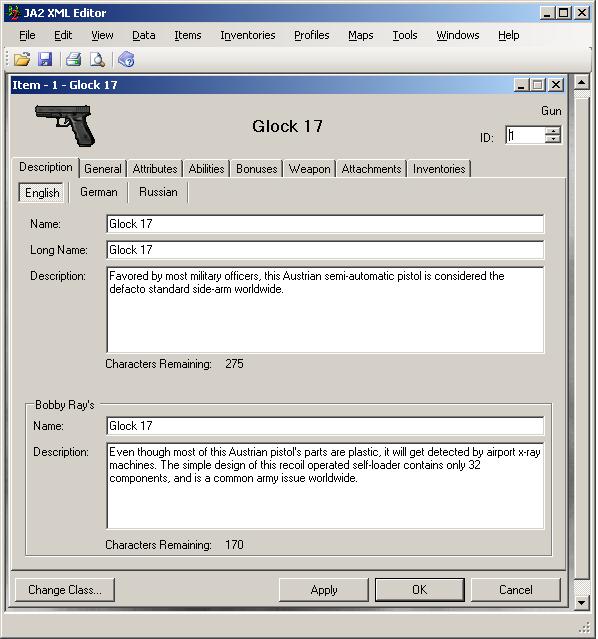 JA2 XML Editor
File Edit View Data Items Inventories Profiles Maps Tools Windows Help
Item - 1 - Glock 17
Gun
Glock 17
ID: 1
Description General Attributes Abilities Bonuses Weapon Attachments Inventories
English German Russian
Name: Glock 17
Long Name: Glock 17
Description: Favored by most military officers, this Austrian semi-automatic pistol is considered the
defacto standard side-arm worldwide.
Characters Remaining: 275
Bobby Ray's
Name: Glock 17
Description: Even though most of this Austrian pistol's parts are plastic, it will get detected by airport x-ray
machines. The simple design of this recoil operated self-loader contains only 32
components, and is a common army issue worldwide.
Characters Remaining: 170
Change Class... Apply OK Cancel